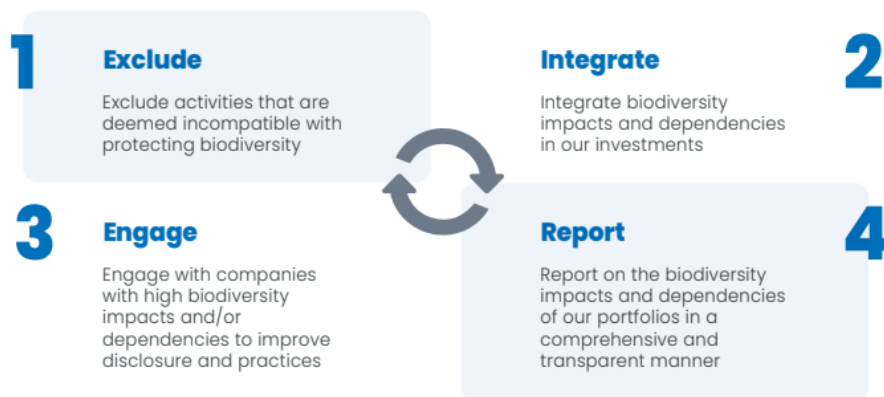 1
Exclude
Exclude activities that are
deemed incompatible with
protecting biodiversity
Integrate
2
Integrate biodiversity
impacts and dependencies
in our investments
3
Engage
Engage with companies
with high biodiversity
impacts and/or
dependencies to improve
disclosure and practices
Report
4
Report on the biodiversity
impacts and dependencies
of our portfolios in a
comprehensive and
transparent manner